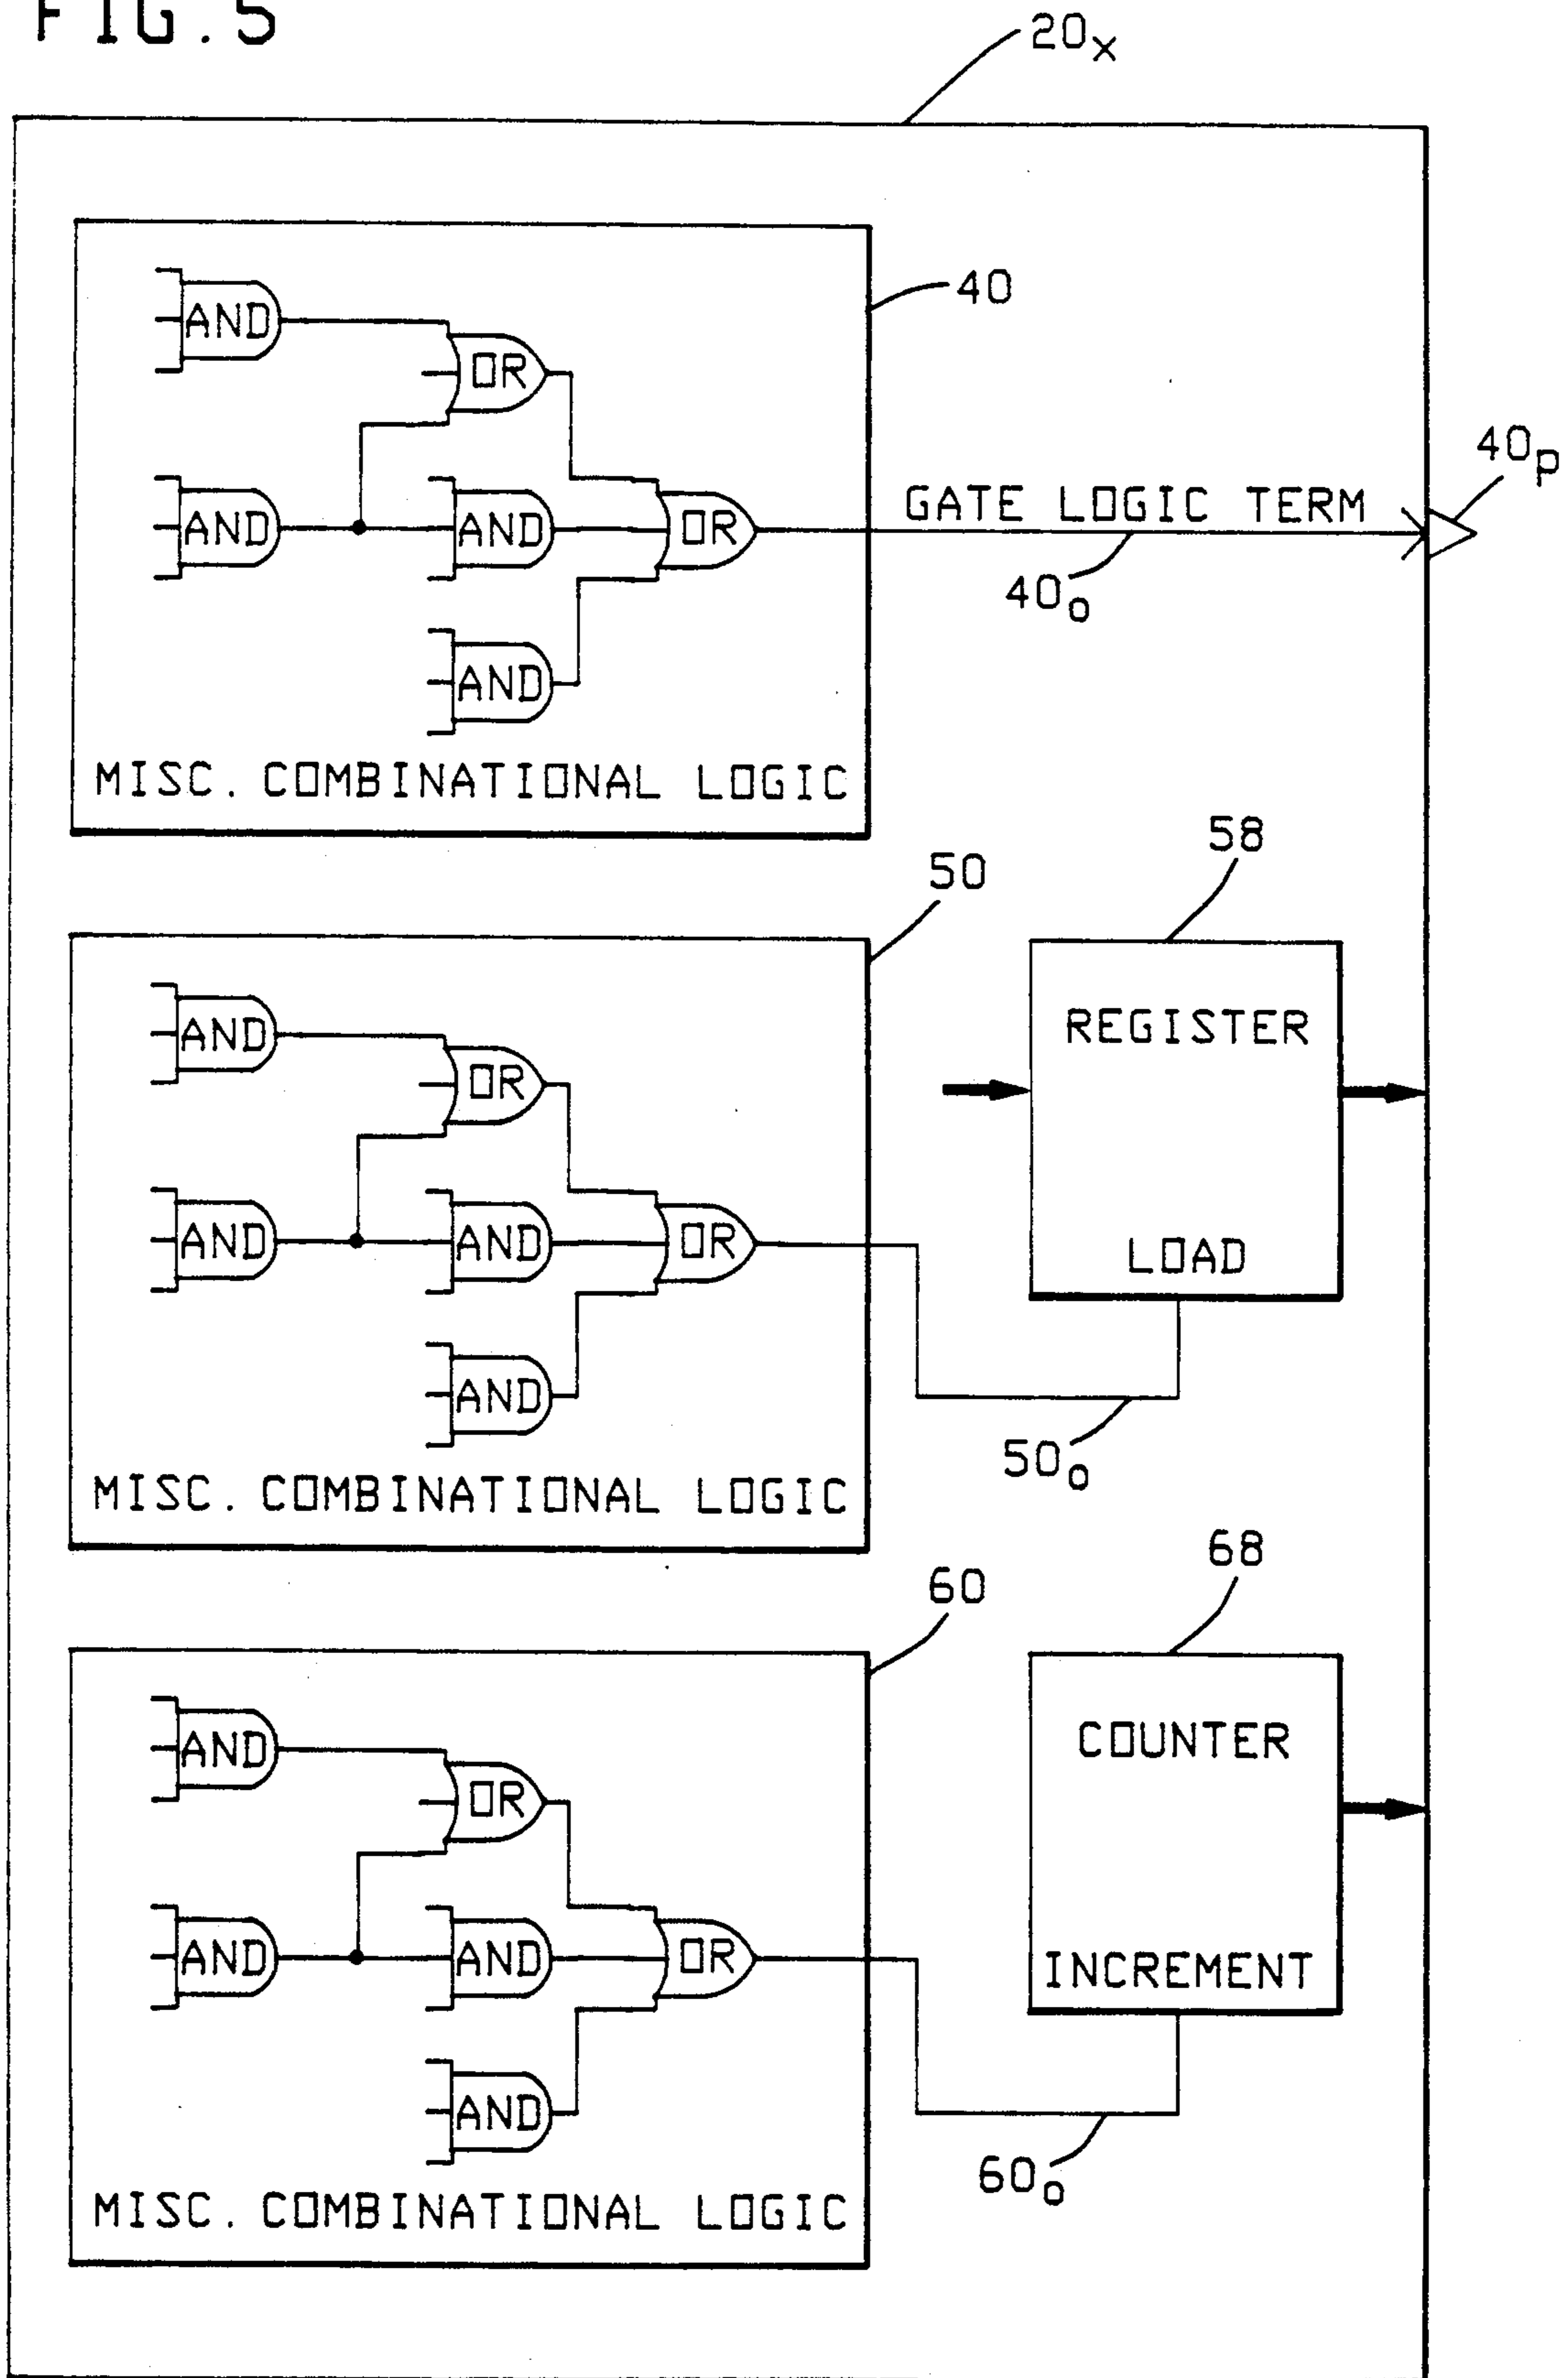 FIG.5
20x
AND
OR
40
AND
AND
OR
GATE LOGIC TERM
40p
40o
AND
MISC. COMBINATIONAL LOGIC
58
50
AND
OR
REGISTER
AND
AND
OR
LOAD
AND
50o
MISC. COMBINATIONAL LOGIC
68
60
AND
OR
COUNTER
AND
AND
OR
INCREMENT
AND
60o
MISC. COMBINATIONAL LOGIC